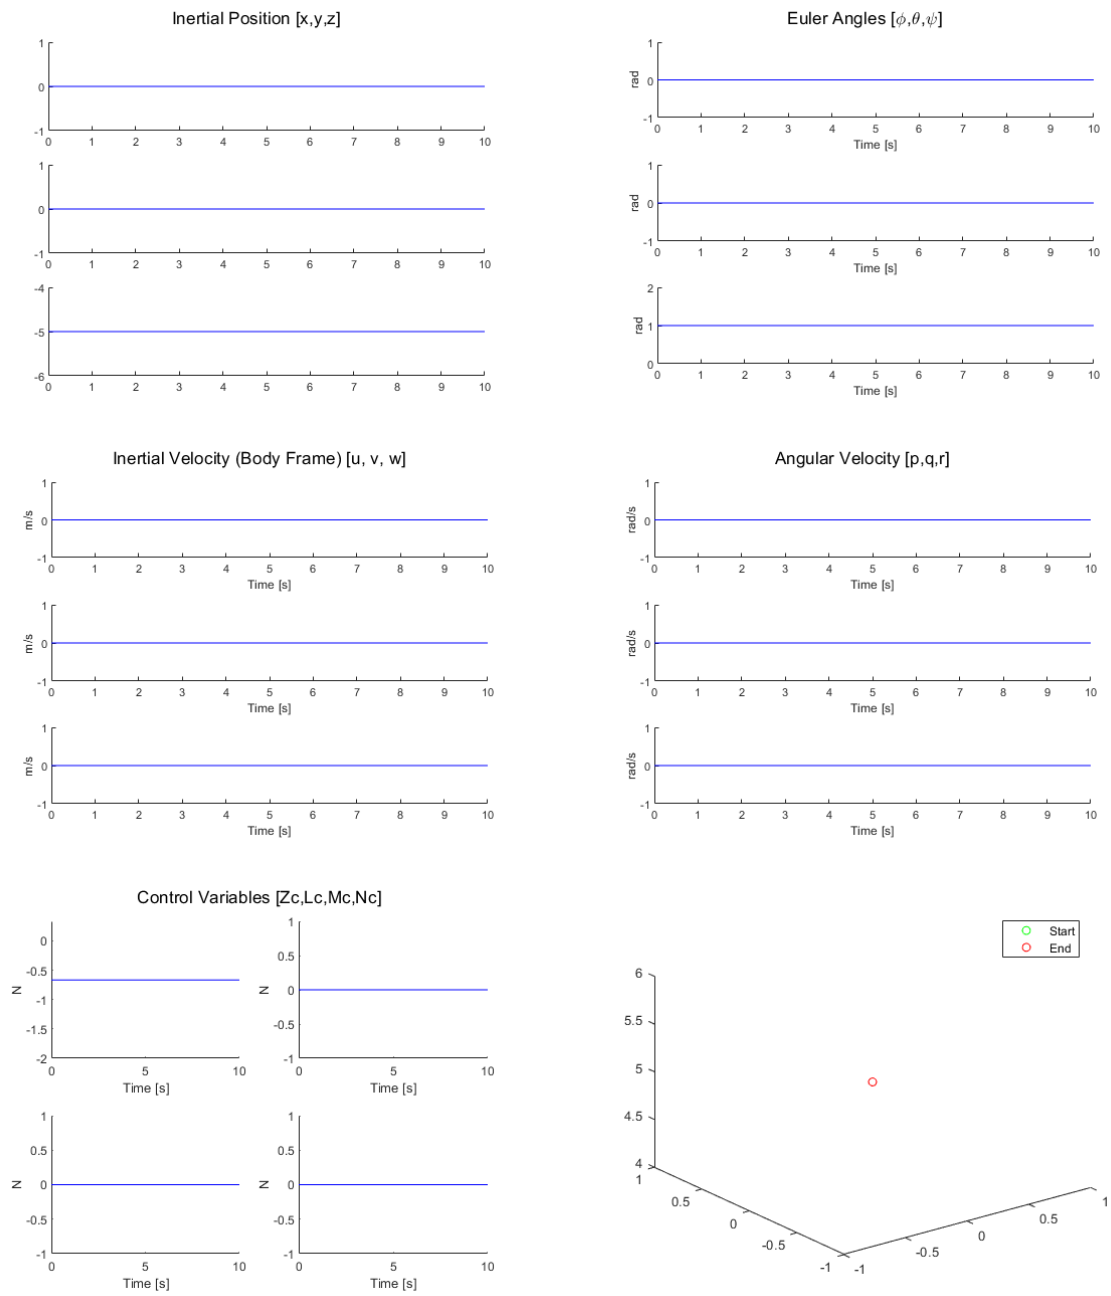 Inertial Position [x,y,z]
1
0
-1
0 1 2 3 4 5 6 7 8 9 10
1
0
-1
0 1 2 3 4 5 6 7 8 9 10
-4
-5
-6
0 1 2 3 4 5 6 7 8 9 10
Euler Angles [ϕ,θ,ψ]
1
0
-1
rad
0 1 2 3 4 5 6 7 8 9 10
Time [s]
1
0
-1
rad
0 1 2 3 4 5 6 7 8 9 10
Time [s]
2
1
0
rad
0 1 2 3 4 5 6 7 8 9 10
Time [s]
Inertial Velocity (Body Frame) [u, v, w]
1
0
-1
m/s
0 1 2 3 4 5 6 7 8 9 10
Time [s]
1
0
-1
m/s
0 1 2 3 4 5 6 7 8 9 10
Time [s]
1
0
-1
m/s
0 1 2 3 4 5 6 7 8 9 10
Time [s]
Angular Velocity [p,q,r]
1
0
-1
rad/s
0 1 2 3 4 5 6 7 8 9 10
Time [s]
1
0
-1
rad/s
0 1 2 3 4 5 6 7 8 9 10
Time [s]
1
0
-1
rad/s
0 1 2 3 4 5 6 7 8 9 10
Time [s]
Control Variables [Zc,Lc,Mc,Nc]
0
-0.5
-1
-1.5
-2
N
5 10
Time [s]
1
0.5
0
-0.5
-1
N
5 10
Time [s]
1
0.5
0
-0.5
-1
N
0 5 10
Time [s]
1
0.5
0
-0.5
-1
N
0 5 10
Time [s]
Start
End
6
5.5
5
4.5
4
1
0.5
0
-0.5
-1
-1
-0.5
0
0.5
1